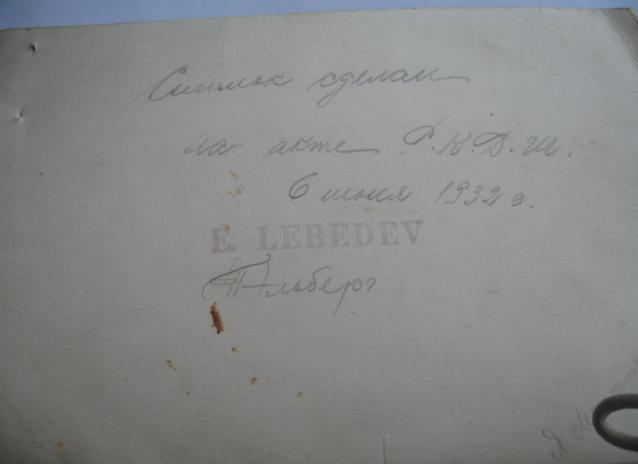 Снимок сделан
на акте Р.К.Д.Ш.
6 июня 1932 г.
E. LEBEDEV
Альберг
Я